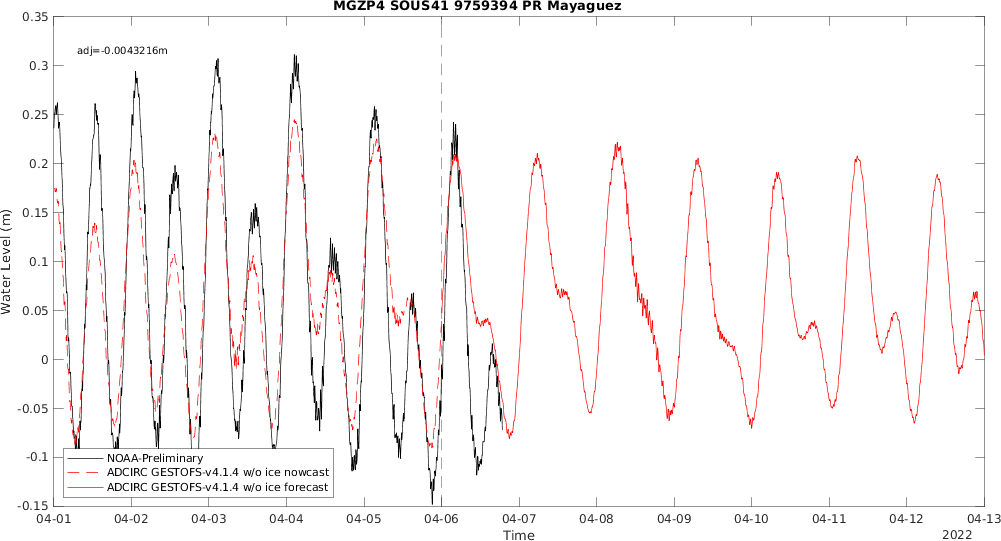 MGZP4 SOUS41 9759394 PR Mayaguez
adj=-0.0043216m
0.35
0.3
0.25
0.2
0.15
0.1
0.05
0
-0.05
-0.1
-0.15
Water Level (m)
NOAA-Preliminary
ADCIRC GESTOFS-v4.1.4 w/o ice nowcast
ADCIRC GESTOFS-v4.1.4 w/o ice forecast
04-01 04-02 04-03 04-04 04-05 04-06 04-07 04-08 04-09 04-10 04-11 04-12 04-13
Time
2022